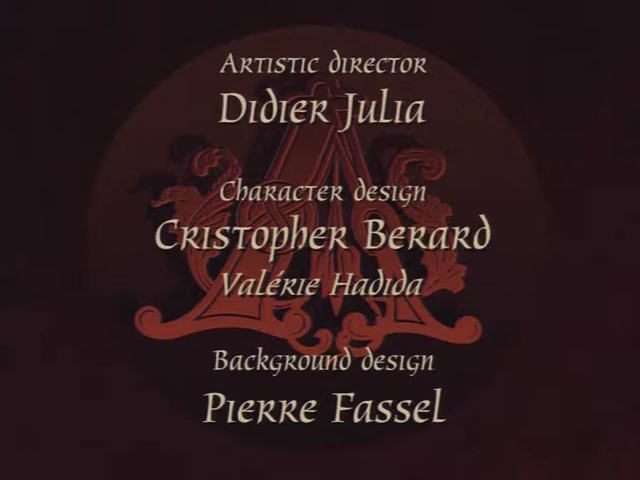 Artistic director
Didier Julia
Character design
Cristopher Berard
Valérie Hadida
Background design
Pierre Fassel